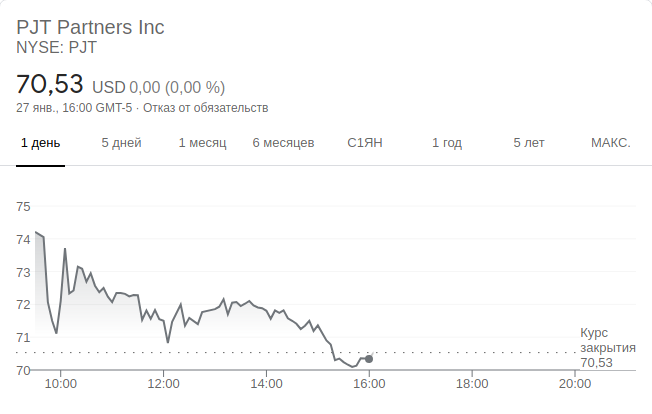 PJT Partners Inc
NYSE: PJT
70,53 USD 0,00 (0,00 %)
27 янв., 16:00 GMT-5 · Отказ от обязательств
1 день 5 дней 1 месяц 6 месяцев С1ЯН 1 год 5 лет МАКС.
75
74
73
72
71
70
Курс
закрытия
70,53
10:00 12:00 14:00 16:00 18:00 20:00